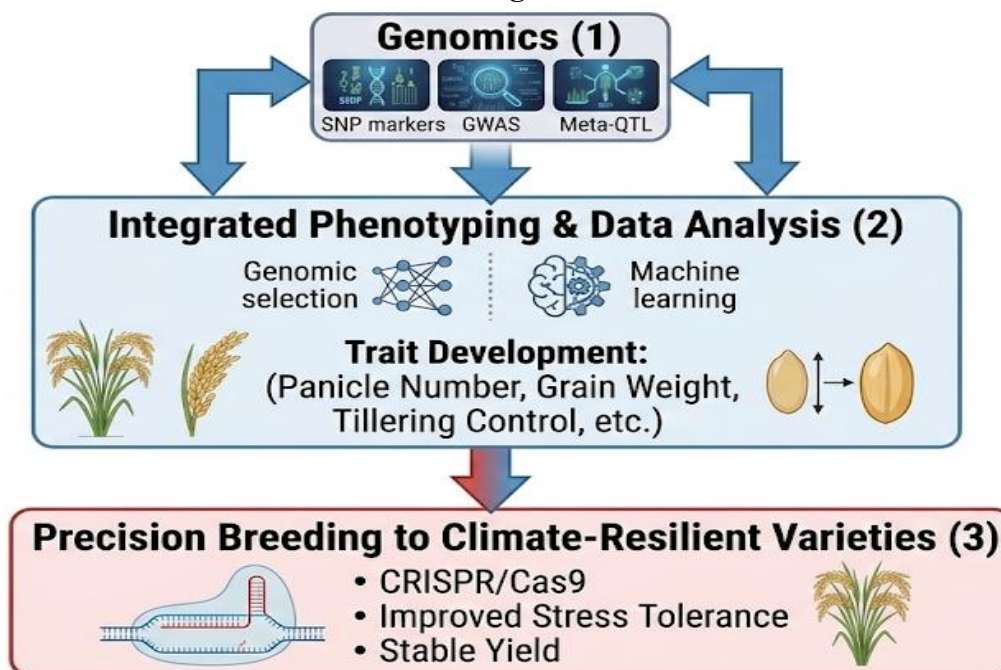 Genomics (1)
SNP markers GWAS Meta-QTL
Integrated Phenotyping & Data Analysis (2)
Genomic
selection
Machine
learning
Trait Development:
(Panicle Number, Grain Weight,
Tillering Control, etc.)
Precision Breeding to Climate-Resilient Varieties (3)
• CRISPR/Cas9
• Improved Stress Tolerance
• Stable Yield